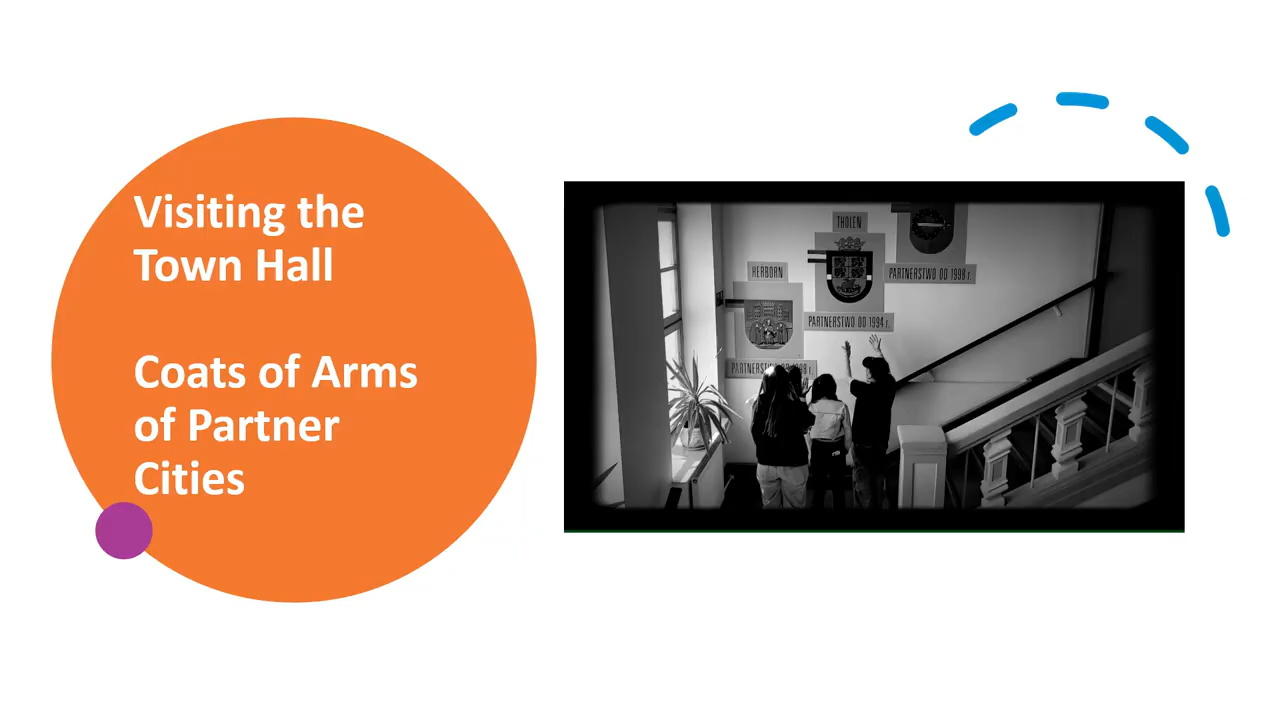 Visiting the
Town Hall
Coats of Arms
of Partner
Cities
THOLEN
HERBORN
PARTNERSTWO OD 1998 r.
PARTNERSTWO OD 1994 r.